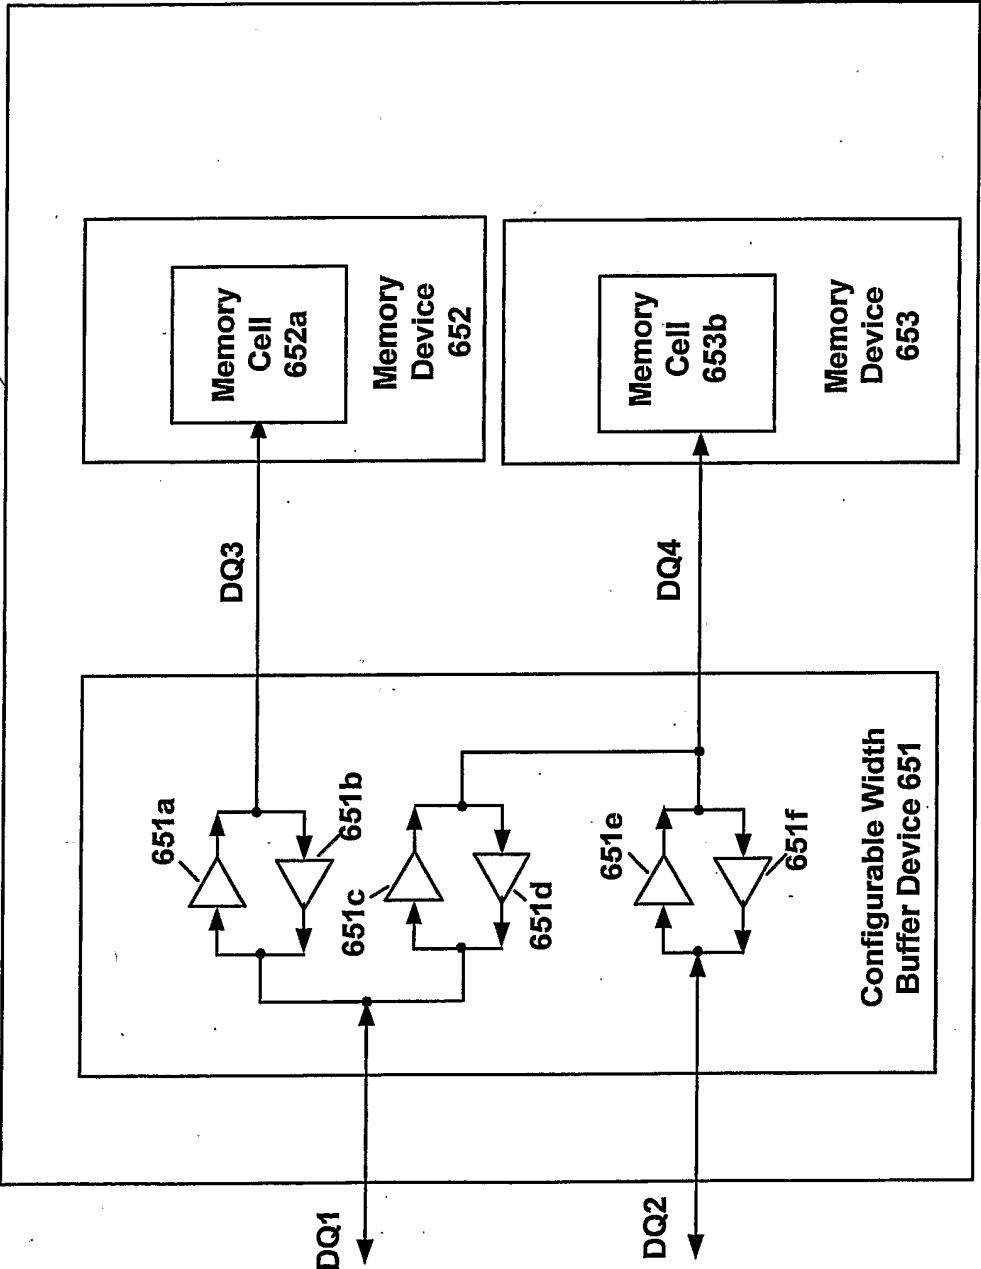 Memory
Cell
652a
Memory
Device
652
Memory
Cell
653b
Memory
Device
653
DQ3
DQ4
651a
651b
651c
651d
651e
651f
Configurable Width
Buffer Device 651
DQ1
DQ2